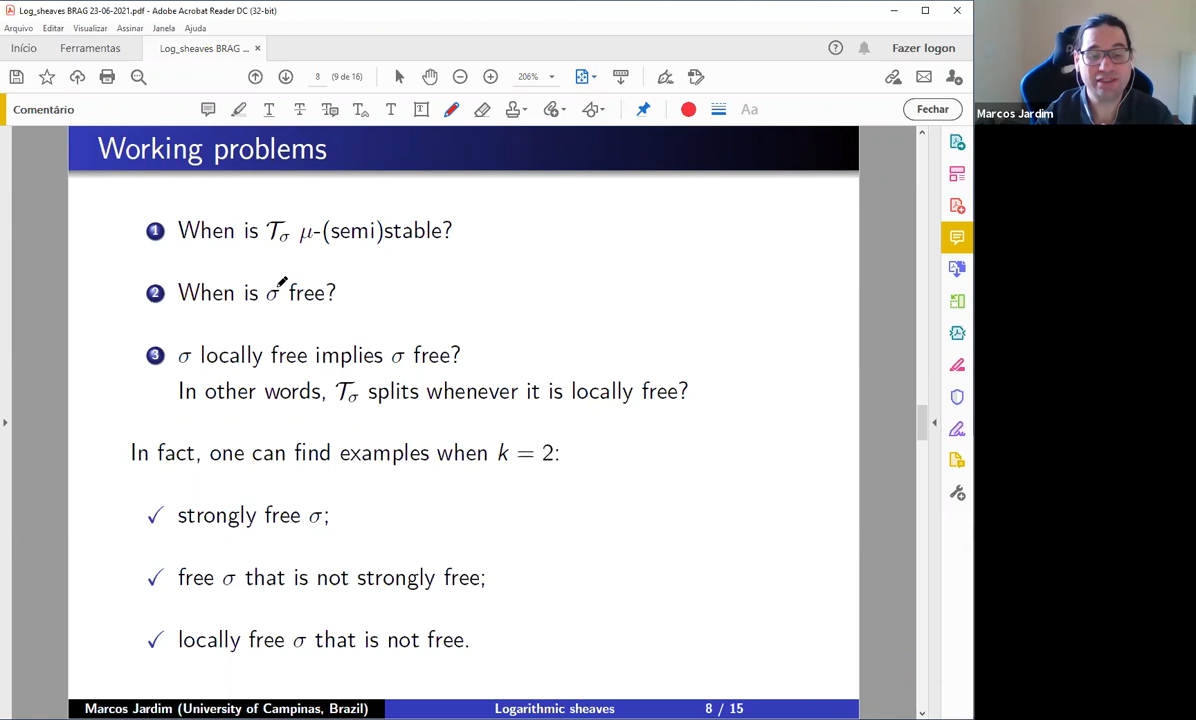 Log_sheaves BRAG 23-06-2021.pdf - Adobe Acrobat Reader DC (32-bit)
Arquivo Editar Visualizar Assinar Janela Ajuda
Início Ferramentas Log_sheaves BRAG ... × Fazer logon
8 (9 de 16) 206%
Comentário Aa Fechar
Marcos Jardim
Working problems
1 When is 𝒯σ μ-(semi)stable?
2 When is σ free?
3 σ locally free implies σ free?
In other words, 𝒯σ splits whenever it is locally free?
In fact, one can find examples when k = 2:
✓ strongly free σ;
✓ free σ that is not strongly free;
✓ locally free σ that is not free.
Marcos Jardim (University of Campinas, Brazil) Logarithmic sheaves 8 / 15